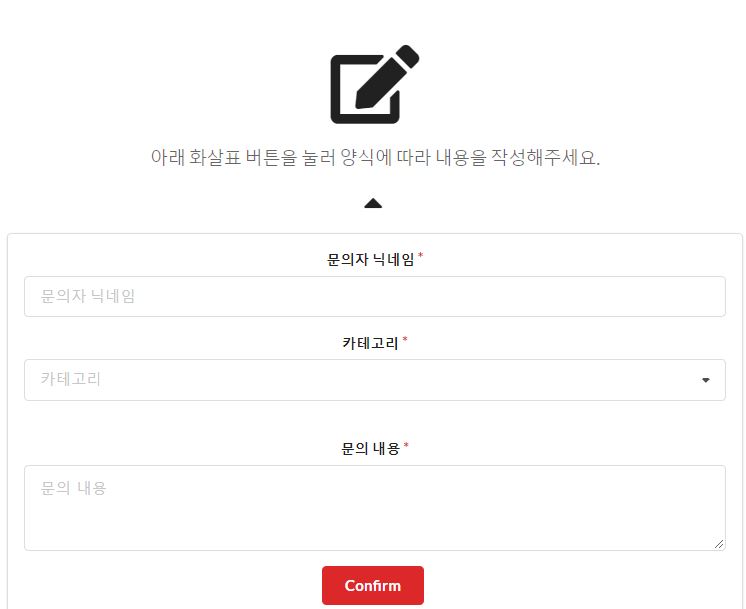 아래 화살표 버튼을 눌러 양식에 따라 내용을 작성해주세요.
문의자 닉네임 *
문의자 닉네임
카테고리 *
카테고리
문의 내용 *
문의 내용
Confirm